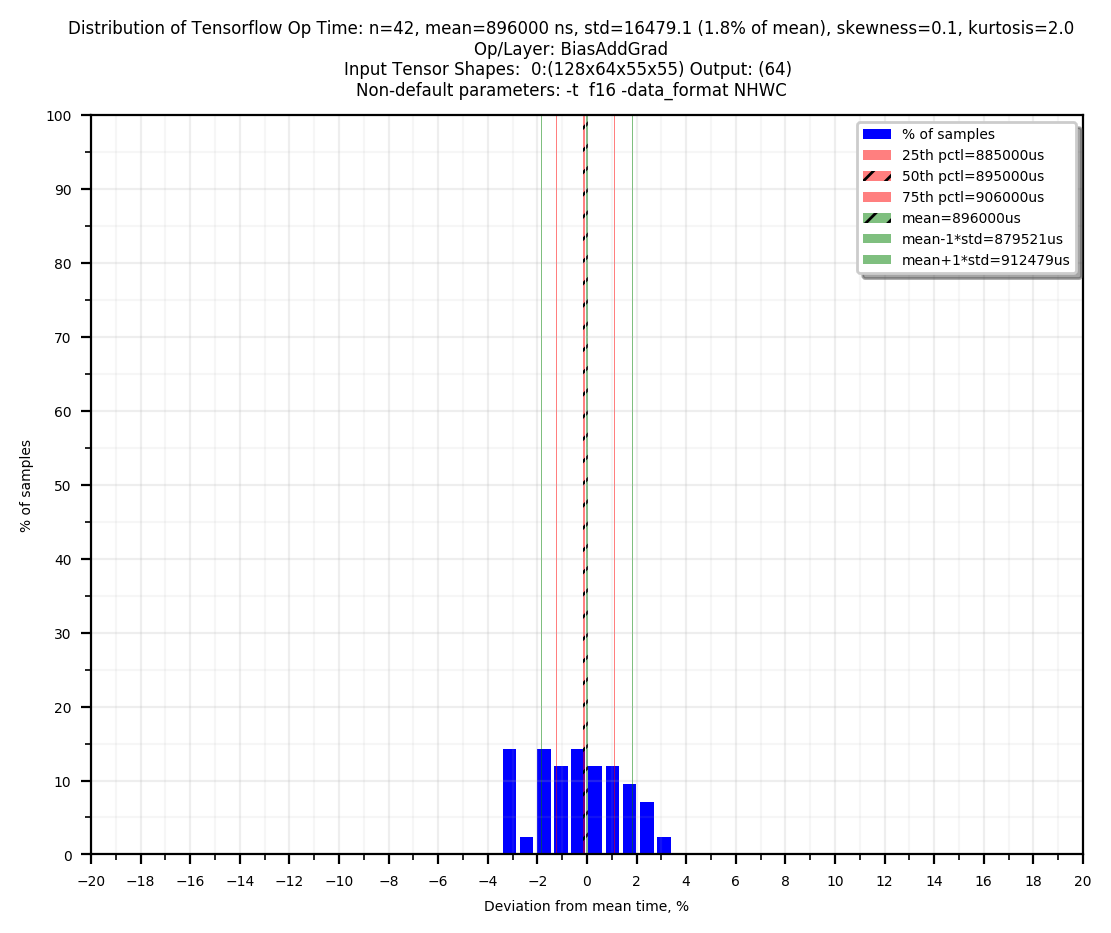 Distribution of Tensorflow Op Time: n=42, mean=896000 ns, std=16479.1 (1.8% of mean), skewness=0.1, kurtosis=2.0
Op/Layer: BiasAddGrad
Input Tensor Shapes:  0:(128x64x55x55) Output: (64)
Non-default parameters: -t  f16 -data_format NHWC
100
90
80
70
60
50
40
30
20
10
0
% of samples
% of samples
25th pctl=885000us
50th pctl=895000us
75th pctl=906000us
mean=896000us
mean-1*std=879521us
mean+1*std=912479us
−20 −18 −16 −14 −12 −10 −8 −6 −4 −2 0 2 4 6 8 10 12 14 16 18 20
Deviation from mean time, %